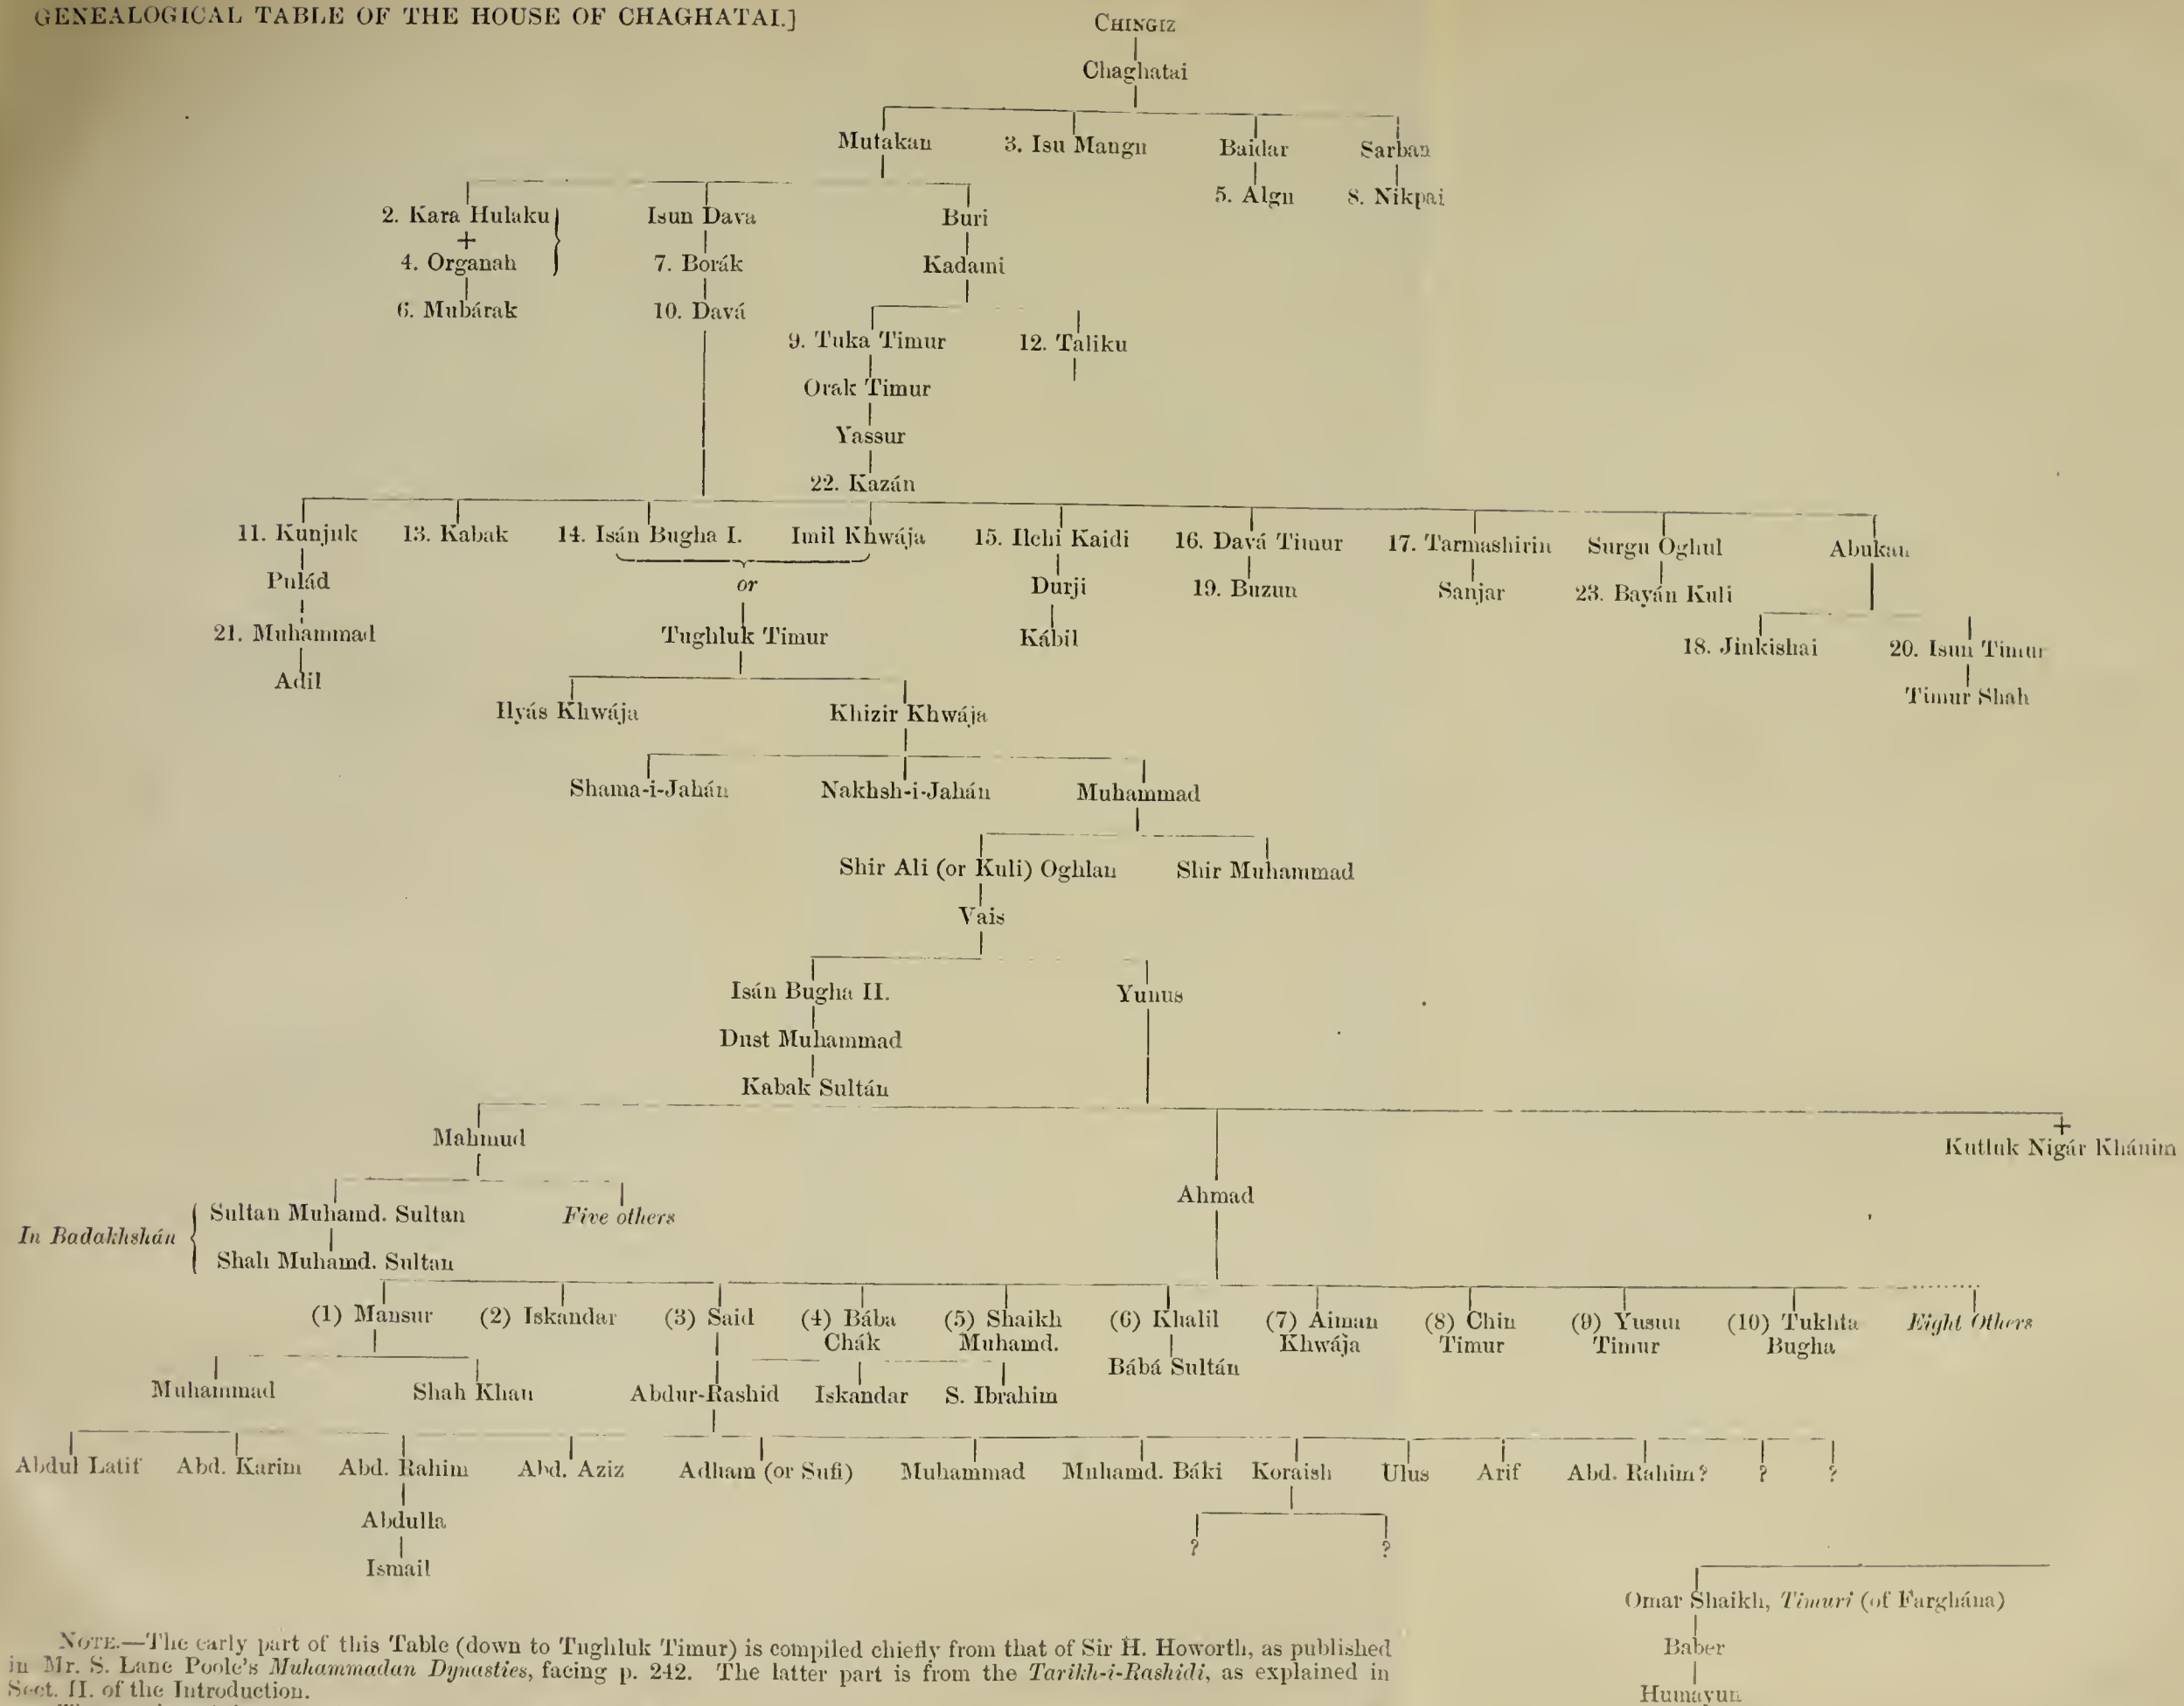 GENEALOGICAL TABLE OF THE HOUSE OF CHAGHATAI.]
CHINGIZ
Chaghatai
Mutakan 3. Isu Mangu Baidar Sarban
5. Algu 8. Nikpai
2. Kara Hulaku Isun Dava Buri
+
4. Organah 7. Borák Kadami
6. Mubárak 10. Davá
9. Tuka Timur 12. Taliku
Orak Timur
Yassur
22. Kazán
11. Kunjuk 13. Kabak 14. Isán Bugha I. Imil Khwája 15. Ilchi Kaidi 16. Davá Timur 17. Tarmashirin Surgu Oghul Abukan
Pulád or Durji 19. Buzun Sanjar 23. Bayán Kuli
21. Muhammad Tughluk Timur Kábil 18. Jinkishai 20. Isun Timur
Adil Timur Shah
Ilyás Khwája Khizir Khwája
Shama-i-Jahán Nakhsh-i-Jahán Muhammad
Shir Ali (or Kuli) Oghlan Shir Muhammad
Vais
Isán Bugha II. Yunus
Dust Muhammad
Kabak Sultán
Mahmud + Kutluk Nigár Khánim
Ahmad
In Badakhshán
Sultan Muhamd. Sultan Five others
Shah Muhamd. Sultan
(1) Mansur (2) Iskandar (3) Said (4) Bába Chák (5) Shaikh Muhamd. (6) Khalil (7) Aiman Khwája (8) Chin Timur (9) Yusun Timur (10) Tukhta Bugha Eight Others
Bábá Sultán
Muhammad Shah Khan Abdur-Rashid Iskandar S. Ibrahim
Abdul Latif Abd. Karim Abd. Rahim Abd. Aziz Adham (or Sufi) Muhammad Muhamd. Báki Koraish Ulus Arif Abd. Rahim? ? ?
Abdulla
? ?
Ismail
Omar Shaikh, Timuri (of Farghána)
Baber
Humayun
NOTE.—The early part of this Table (down to Tughluk Timur) is compiled chiefly from that of Sir H. Howorth, as published
in Mr. S. Lane Poole's Muhammadan Dynasties, facing p. 242. The latter part is from the Tarikh-i-Rashidi, as explained in
Sect. II. of the Introduction.